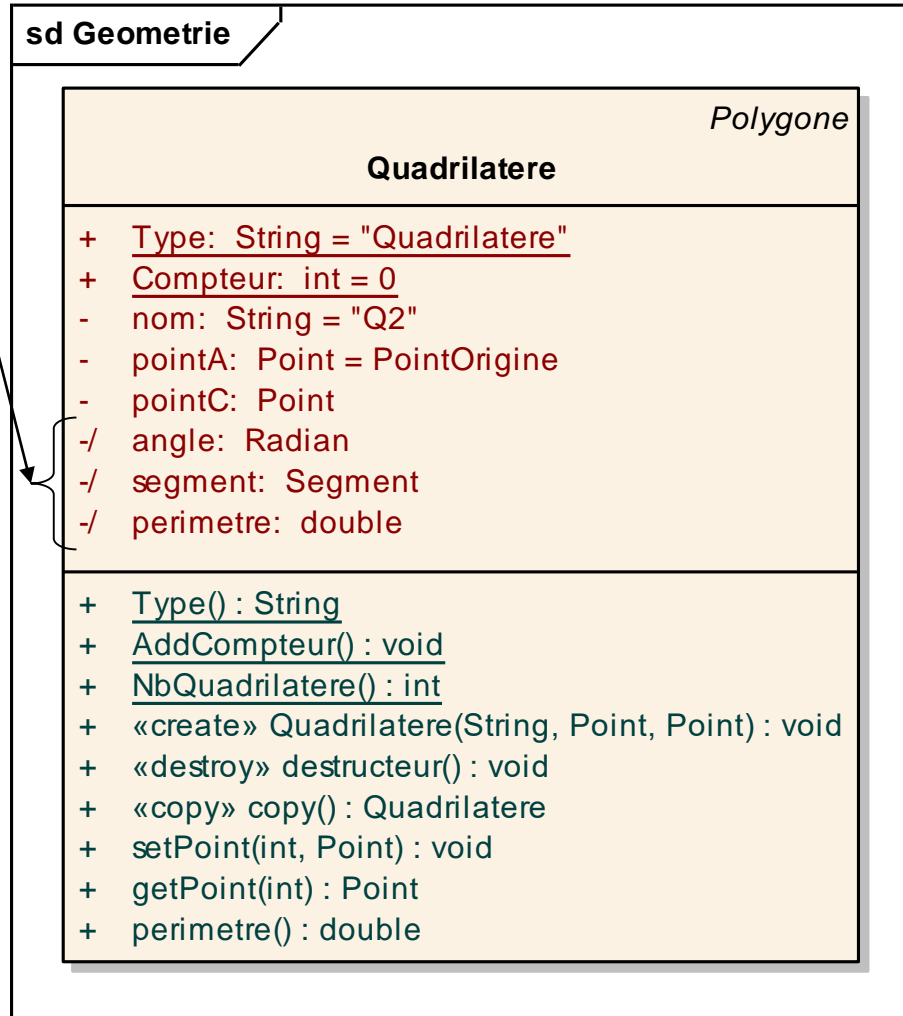 sd Geometrie
Polygone
Quadrilatere
+ Type: String = "Quadrilatere"
+ Compteur: int = 0
- nom: String = "Q2"
- pointA: Point = PointOrigine
- pointC: Point
-/ angle: Radian
-/ segment: Segment
-/ perimetre: double
+ Type() : String
+ AddCompteur() : void
+ NbQuadrilatere() : int
+ «create» Quadrilatere(String, Point, Point) : void
+ «destroy» destructeur() : void
+ «copy» copy() : Quadrilatere
+ setPoint(int, Point) : void
+ getPoint(int) : Point
+ perimetre() : double